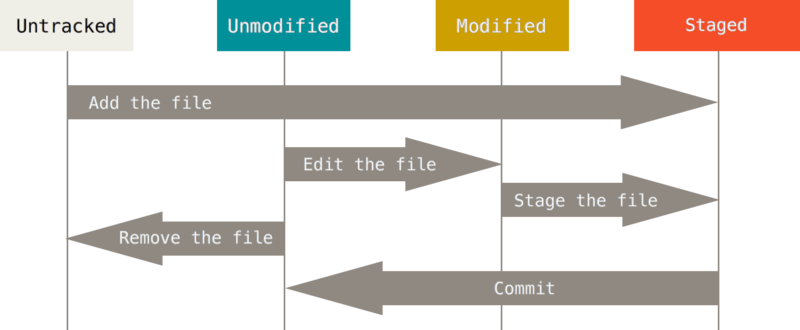 Untracked
Unmodified
Modified
Staged
Add the file
Edit the file
Stage the file
Remove the file
Commit